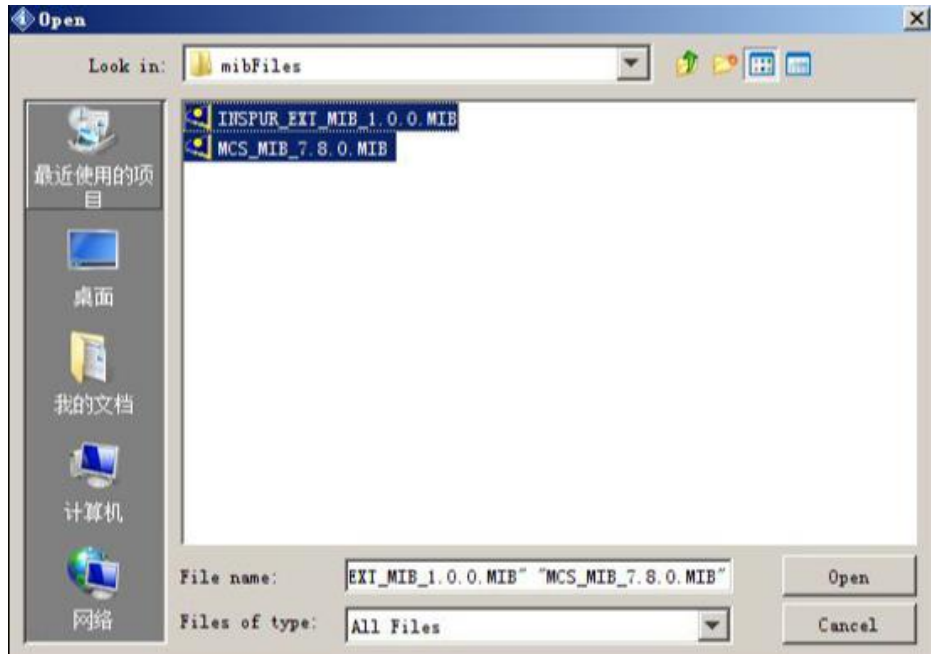 Open
Look in:
mibFiles
INSPUR_EXT_MIB_1.0.0.MIB
MCS_MIB_7.8.0.MIB
最近使用的项
目
桌面
我的文档
计算机
网络
File name:
EXT_MIB_1.0.0.MIB" "MCS_MIB_7.8.0.MIB"
Open
Files of type:
All Files
Cancel